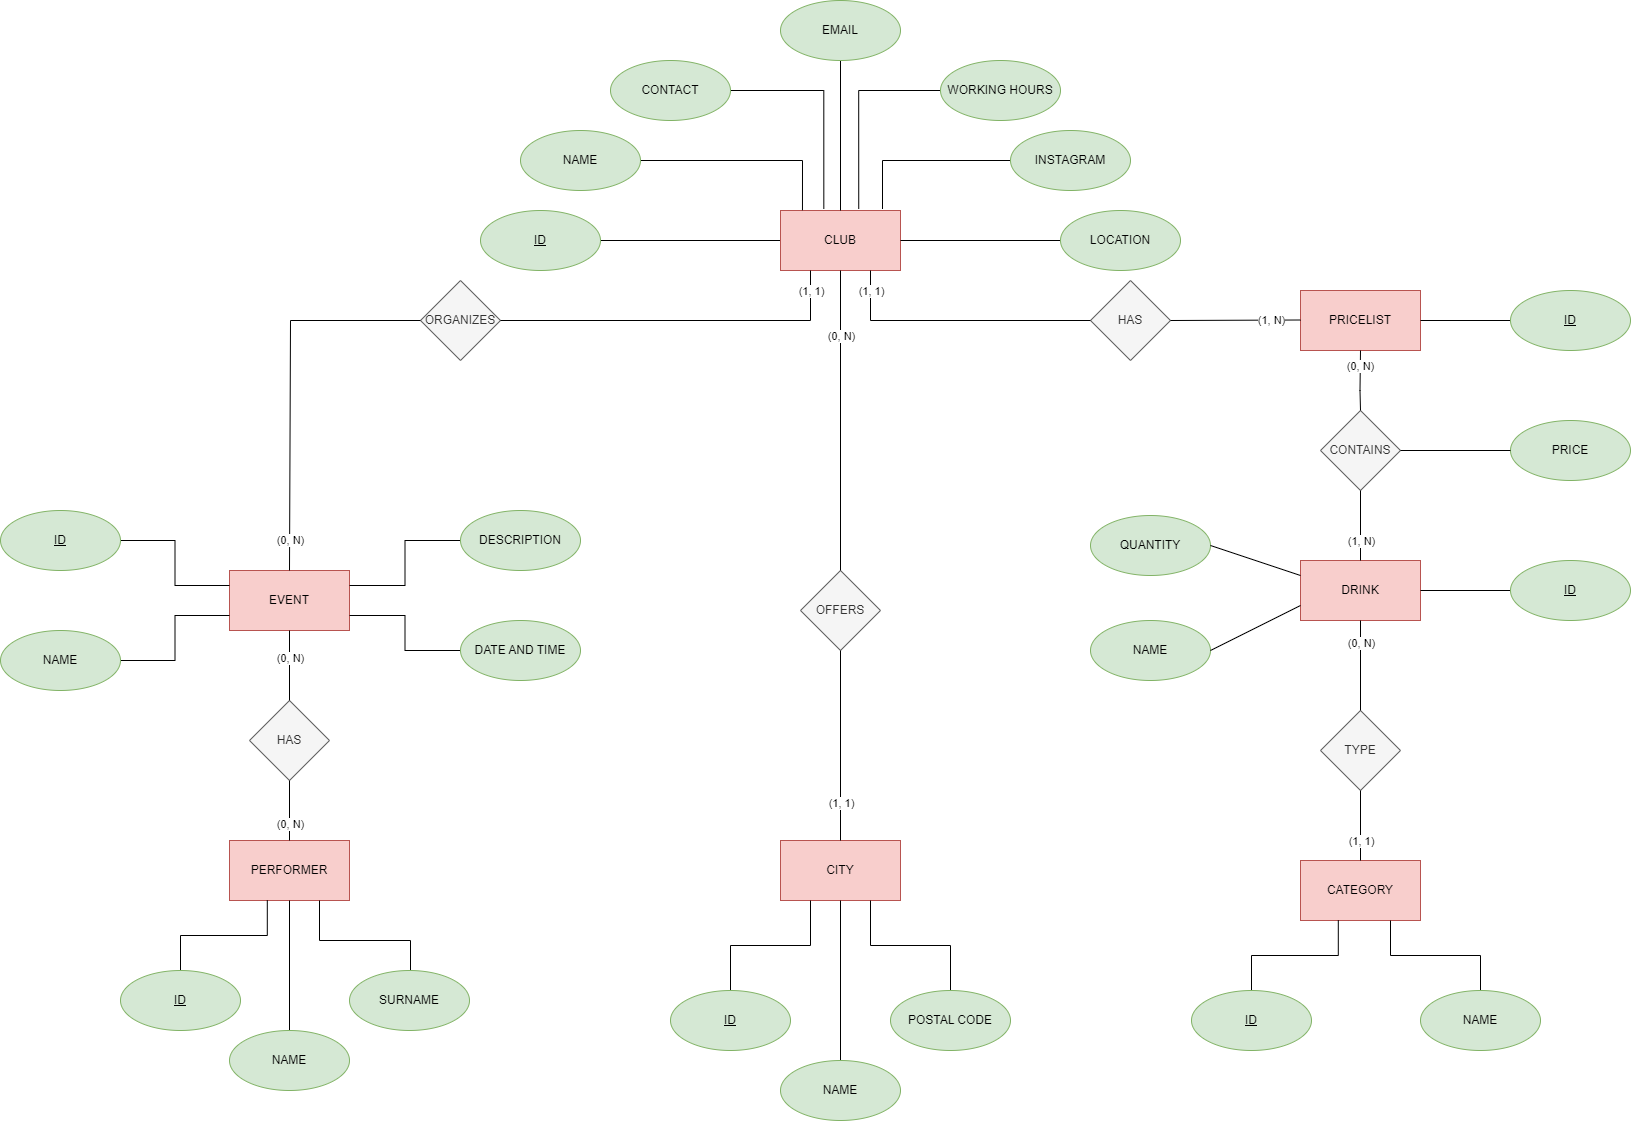 EMAIL
CONTACT
WORKING HOURS
NAME
INSTAGRAM
ID
CLUB
LOCATION
(1, 1)
(1, 1)
ORGANIZES
HAS
(1, N)
PRICELIST
ID
(0, N)
(0, N)
CONTAINS
PRICE
ID
(0, N)
DESCRIPTION
QUANTITY
(1, N)
EVENT
OFFERS
DRINK
ID
NAME
(0, N)
DATE AND TIME
NAME
(0, N)
HAS
TYPE
(0, N)
(1, 1)
(1, 1)
PERFORMER
CITY
CATEGORY
ID
SURNAME
ID
POSTAL CODE
ID
NAME
NAME
NAME